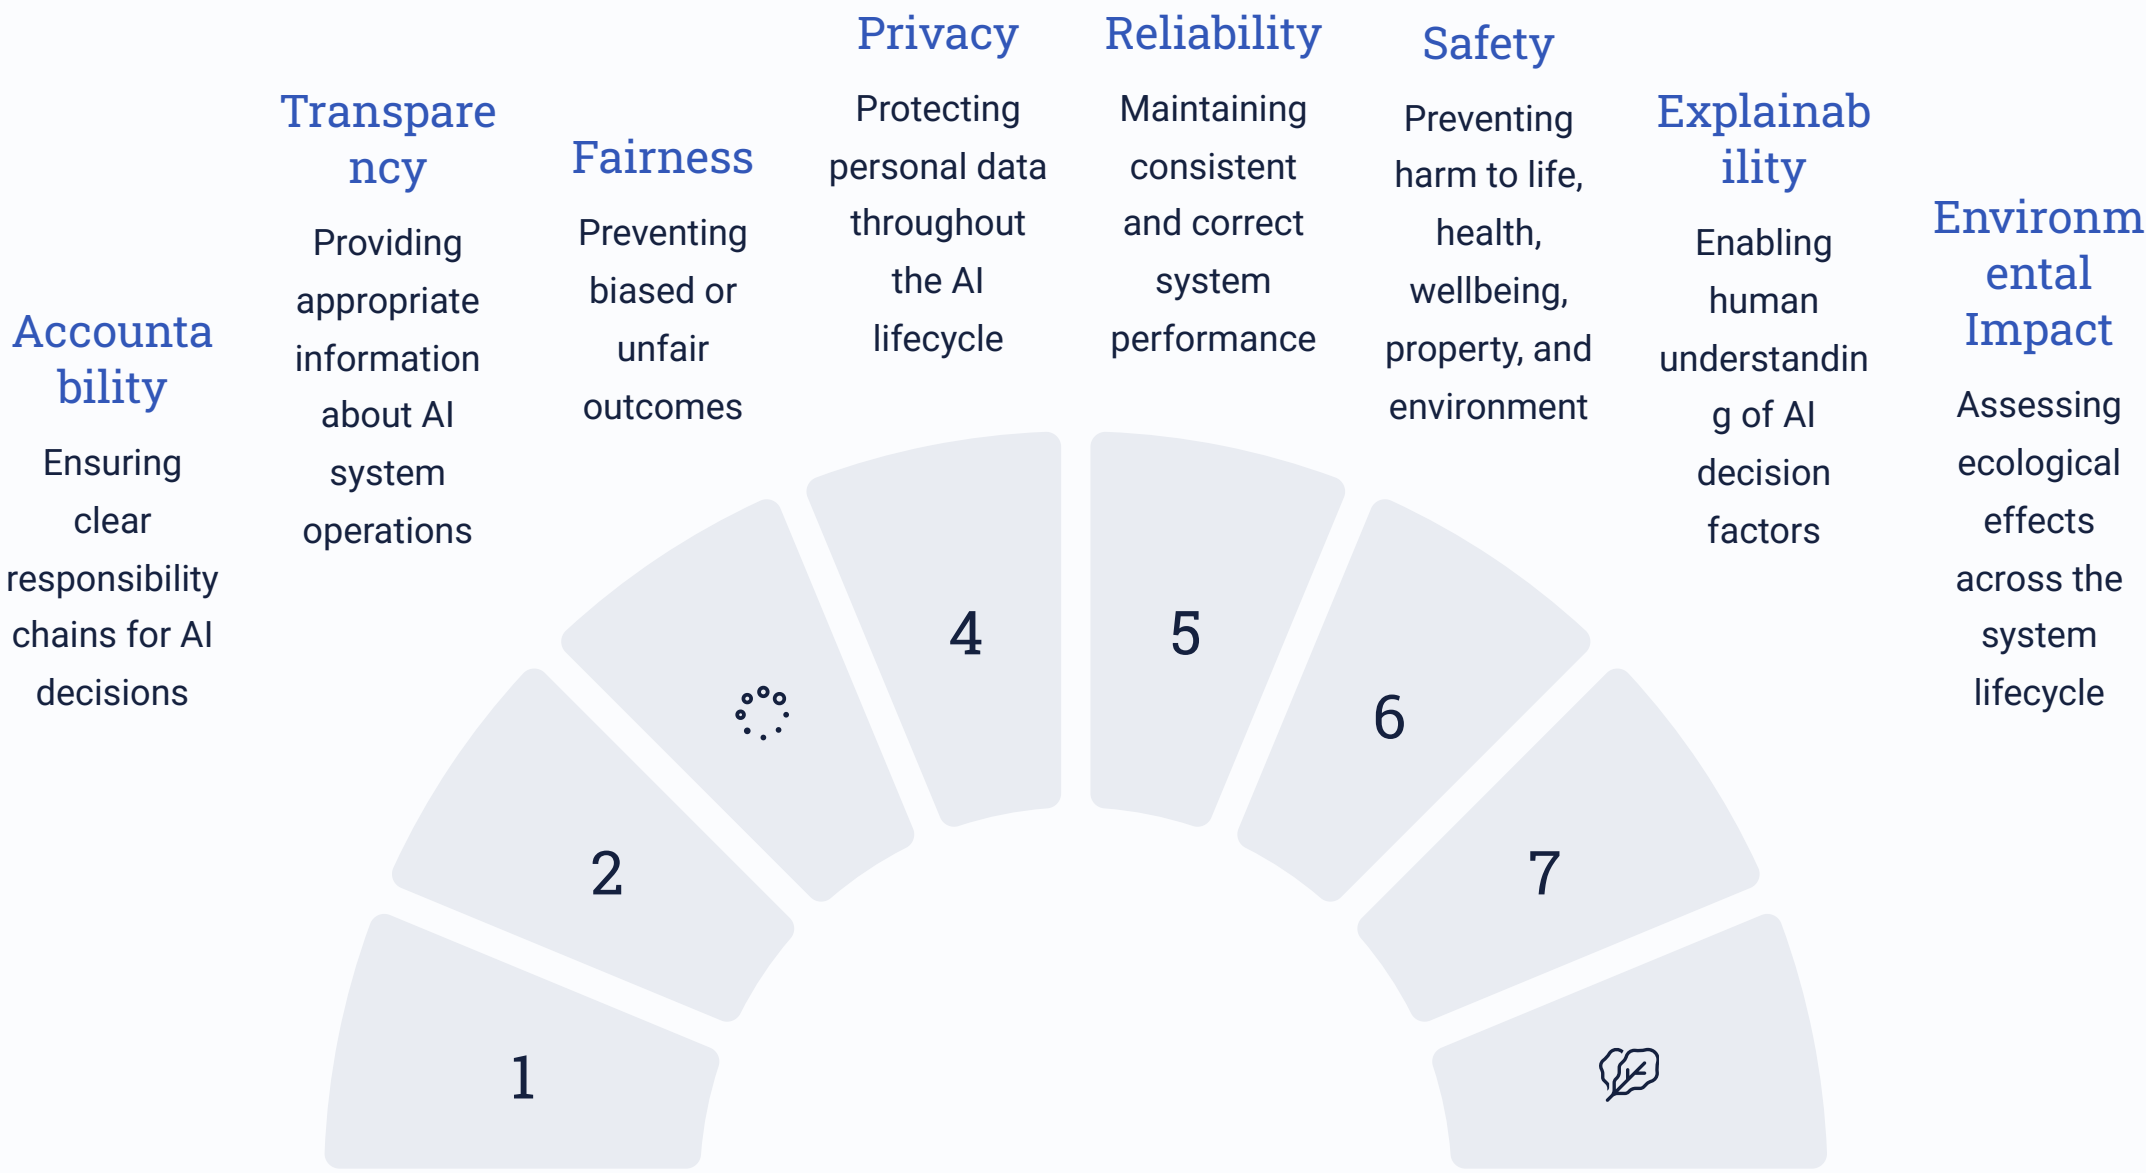 Accounta
bility
Ensuring
clear
responsibility
chains for AI
decisions
Transpare
ncy
Providing
appropriate
information
about AI
system
operations
Fairness
Preventing
biased or
unfair
outcomes
Privacy
Protecting
personal data
throughout
the AI
lifecycle
Reliability
Maintaining
consistent
and correct
system
performance
Safety
Preventing
harm to life,
health,
wellbeing,
property, and
environment
Explainab
ility
Enabling
human
understandin
g of AI
decision
factors
Environm
ental
Impact
Assessing
ecological
effects
across the
system
lifecycle
1
2
4
5
6
7